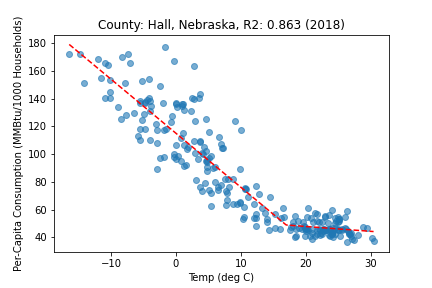 County: Hall, Nebraska, R2: 0.863 (2018)
Per-Capita Consumption (MMBtu/1000 Households)
180
160
140
120
100
80
60
40
−10 0 10 20 30
Temp (deg C)